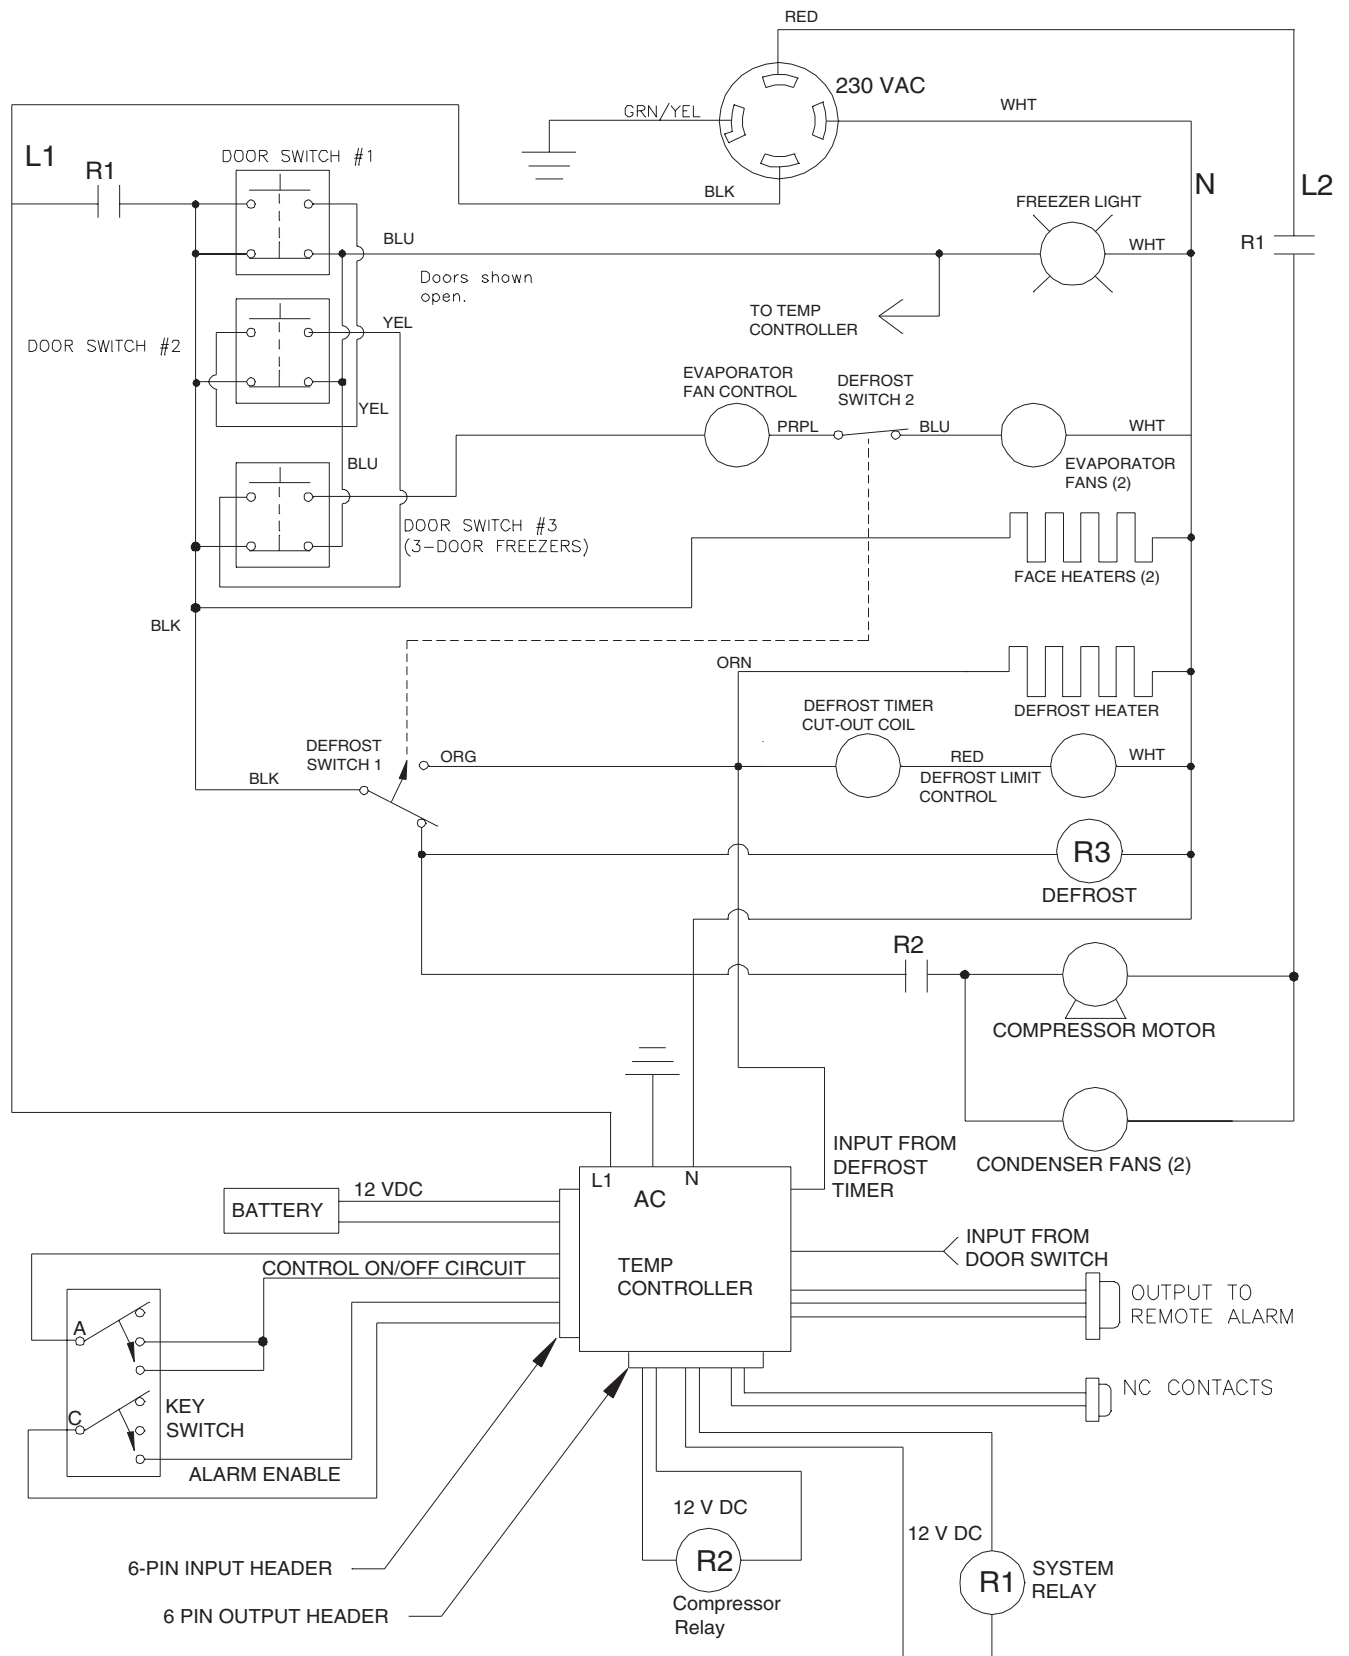 RED
230 VAC
GRN/YEL
WHT
L1
DOOR SWITCH #1
R1
BLK
N
L2
FREEZER LIGHT
BLU
WHT
R1
Doors shown
open.
TO TEMP
CONTROLLER
YEL
DOOR SWITCH #2
EVAPORATOR
FAN CONTROL
DEFROST
SWITCH 2
YEL
PRPL
BLU
WHT
BLU
EVAPORATOR
FANS (2)
DOOR SWITCH #3
(3-DOOR FREEZERS)
FACE HEATERS (2)
BLK
ORN
DEFROST HEATER
DEFROST TIMER
CUT-OUT COIL
DEFROST
SWITCH 1
ORG
RED
WHT
BLK
DEFROST LIMIT
CONTROL
R3
DEFROST
R2
COMPRESSOR MOTOR
INPUT FROM
DEFROST
TIMER
CONDENSER FANS (2)
L1
N
AC
12 VDC
BATTERY
INPUT FROM
DOOR SWITCH
TEMP
CONTROLLER
CONTROL ON/OFF CIRCUIT
OUTPUT TO
REMOTE ALARM
A
NC CONTACTS
C
KEY
SWITCH
ALARM ENABLE
12 V DC
12 V DC
6-PIN INPUT HEADER
R2
R1
SYSTEM
RELAY
Compressor
Relay
6 PIN OUTPUT HEADER